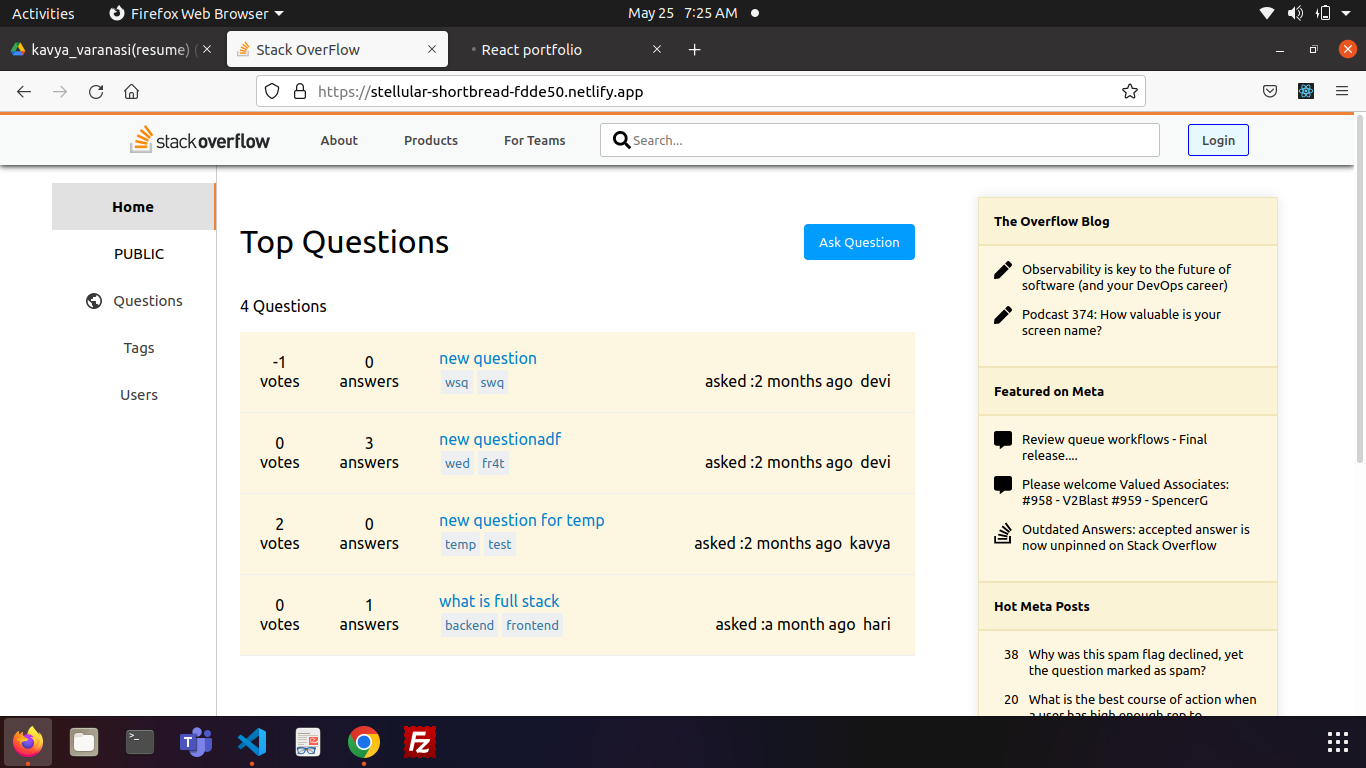 Activities
Firefox Web Browser
May 25 7:25 AM
kavya_varanasi(resume)
Stack OverFlow
React portfolio
https://stellular-shortbread-fdde50.netlify.app
stackoverflow
About
Products
For Teams
Search...
Login
Home
PUBLIC
Questions
Tags
Users
Top Questions
Ask Question
4 Questions
-1
votes
0
answers
new question
wsq swq
asked :2 months ago devi
0
votes
3
answers
new questionadf
wed fr4t
asked :2 months ago devi
2
votes
0
answers
new question for temp
temp test
asked :2 months ago kavya
0
votes
1
answers
what is full stack
backend frontend
asked :a month ago hari
The Overflow Blog
Observability is key to the future of
software (and your DevOps career)
Podcast 374: How valuable is your
screen name?
Featured on Meta
Review queue workflows - Final
release....
Please welcome Valued Associates:
#958 - V2Blast #959 - SpencerG
Outdated Answers: accepted answer is
now unpinned on Stack Overflow
Hot Meta Posts
38 Why was this spam flag declined, yet
the question marked as spam?
20 What is the best course of action when
a user has high enough rep to
>_
Fz